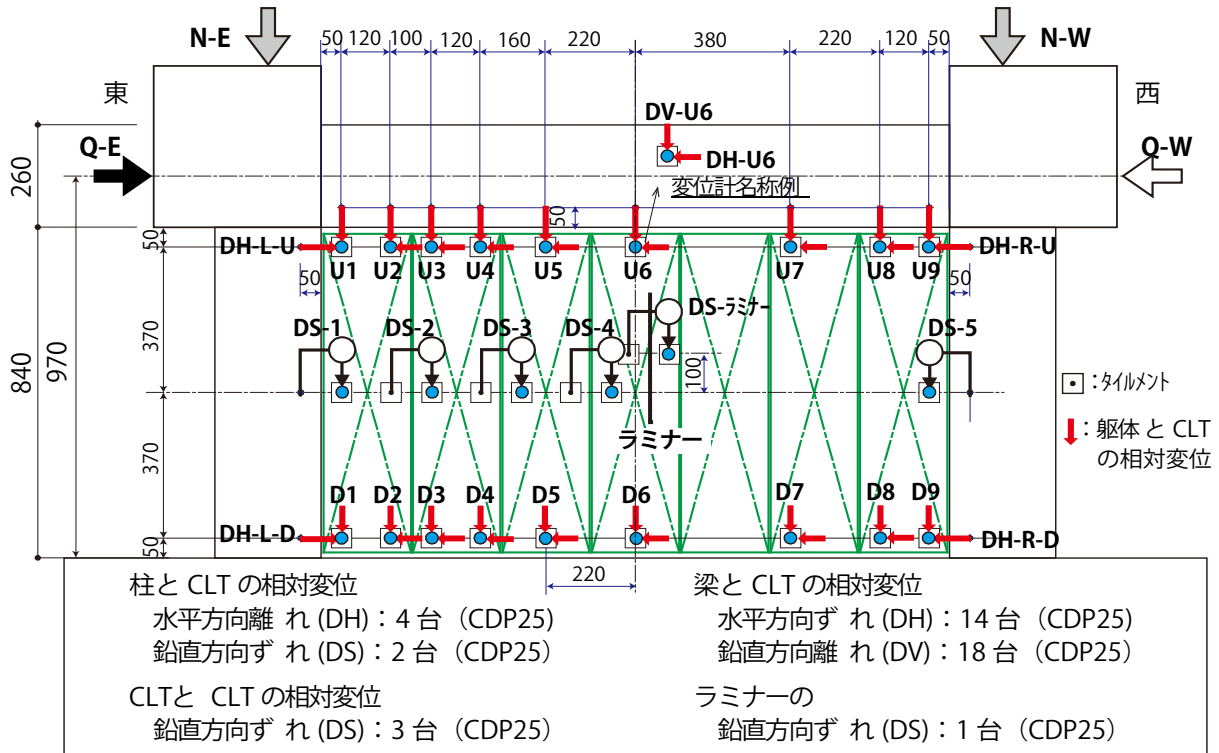 N-E
N-W
50 120 100 120 160 220 380 220 120 50
東
西
DV-U6
Q-E
DH-U6
Q-W
変位計名称例
260
50
50
DH-L-U
DH-R-U
U1 U2 U3 U4 U5 U6 U7 U8 U9
50
50
DS-1 DS-2 DS-3 DS-4 DS-ﾗﾐﾅｰ DS-5
370
840
970
100
:ﾀｲﾙﾒﾝﾄ
ラミナー
:躯体 と CLT
の相対変位
370
D1 D2 D3 D4 D5 D6 D7 D8 D9
DH-L-D
DH-R-D
50
220
柱と CLT の相対変位
水平方向離 れ (DH) : 4 台 (CDP25)
鉛直方向ず れ (DS) : 2 台 (CDP25)
CLTと CLT の相対変位
鉛直方向ず れ (DS) : 3 台 (CDP25)
梁と CLT の相対変位
水平方向ず れ (DH) : 14 台 (CDP25)
鉛直方向離 れ (DV) : 18 台 (CDP25)
ラミナーの
鉛直方向ず れ (DS) : 1 台 (CDP25)